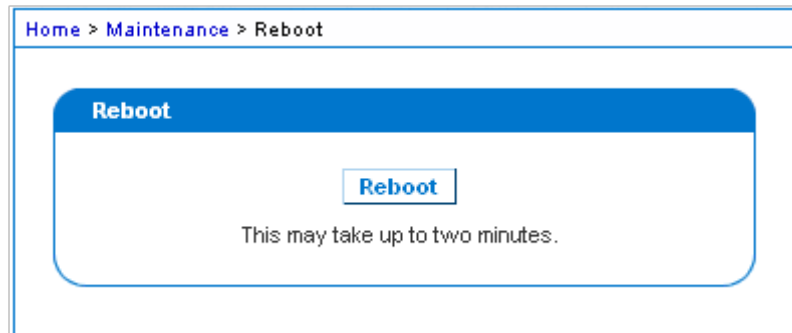 Home > Maintenance > Reboot
Reboot
Reboot
This may take up to two minutes.